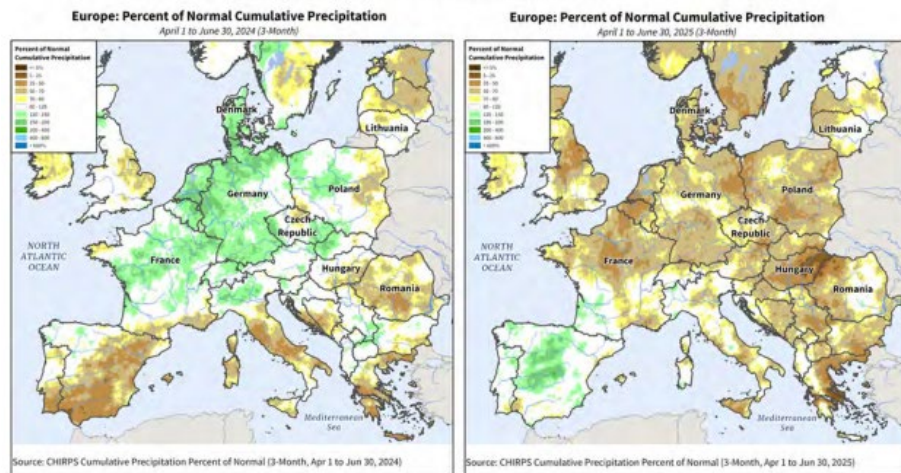 Europe: Percent of Normal Cumulative Precipitation
April 1 to June 30, 2024 (3-Month)
Percent of Normal
Cumulative Precipitation
Denmark
Lithuania
Germany
Poland
Czech
Republic
NORTH
ATLANTIC
OCEAN
France
Hungary
Romania
Mediterranean
Sea
Source: CHIRPS Cumulative Precipitation Percent of Normal (3-Month, Apr 1 to Jun 30, 2024)
Europe: Percent of Normal Cumulative Precipitation
April 1 to June 30, 2025 (3-Month)
Percent of Normal
Cumulative Precipitation
Denmark
Lithuania
Germany
Poland
Czech
Republic
NORTH
ATLANTIC
OCEAN
France
Hungary
Romania
Mediterranean
Sea
Source: CHIRPS Cumulative Precipitation Percent of Normal (3-Month, Apr 1 to Jun 30, 2025)